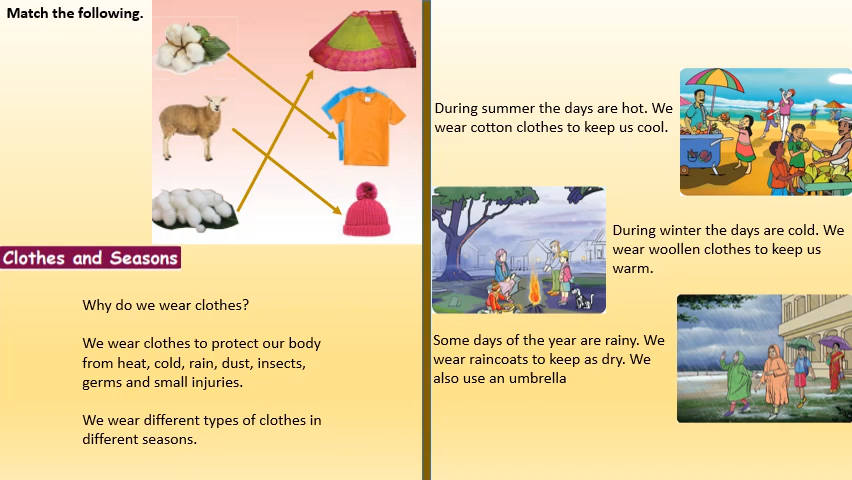 Match the following.
Clothes and Seasons
Why do we wear clothes?
We wear clothes to protect our body
from heat, cold, rain, dust, insects,
germs and small injuries.
We wear different types of clothes in
different seasons.
During summer the days are hot. We
wear cotton clothes to keep us cool.
During winter the days are cold. We
wear woollen clothes to keep us
warm.
Some days of the year are rainy. We
wear raincoats to keep as dry. We
also use an umbrella